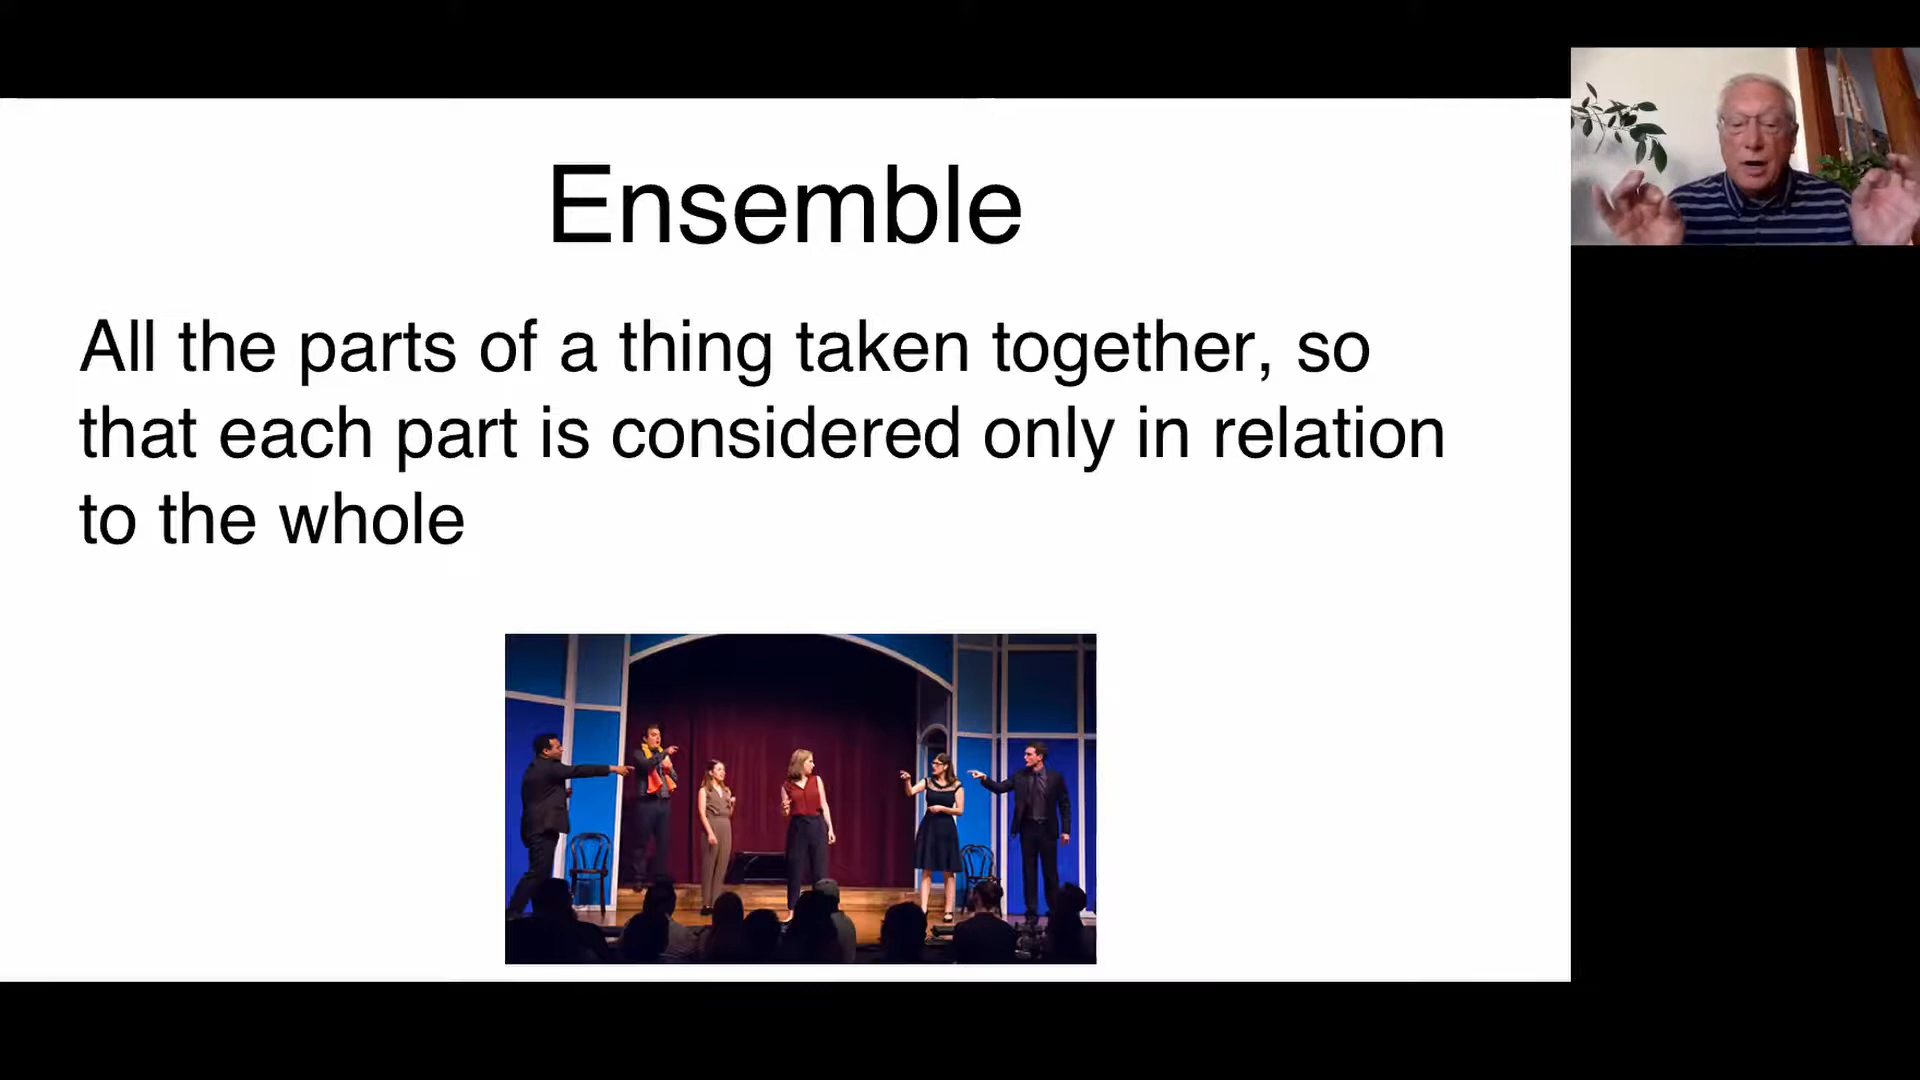 Ensemble
All the parts of a thing taken together, so
that each part is considered only in relation
to the whole